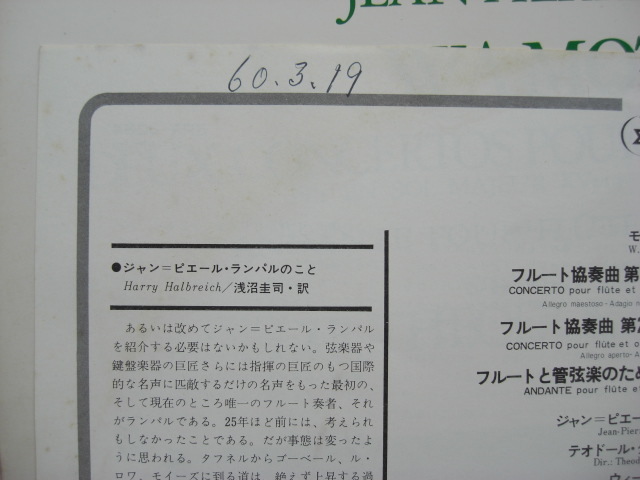 60.3.19
●ジャン＝ピエール・ランパルのこと
Harry Halbreich／浅沼圭司・訳
あるいは改めてジャン＝ピエール・ランパル
を紹介する必要はないかもしれない。弦楽器や
鍵盤楽器の巨匠さらには指揮の巨匠のもつ国際
的な名声に匹敵するだけの名声をもった最初の、
そして現在のところ唯一のフルート奏者、それ
がランパルである。25年ほど前には、考えられ
もしなかったことである。だが事態は変ったよ
うに思われる。タファネルからゴーベール、ル・
ロワ、モイーズに到る道は、絶えず上昇する過
モ
W.
フルート協奏曲 第
CONCERTO pour flûte et
Allegro maestoso - Adagio
フルート協奏曲 第
CONCERTO pour flûte et o
Allegro aperto- A
フルートと管弦楽のため
ANDANTE pour flûte et
ジャン＝ピエー
Jean-Pier
テオドール・
Dir.: Theod